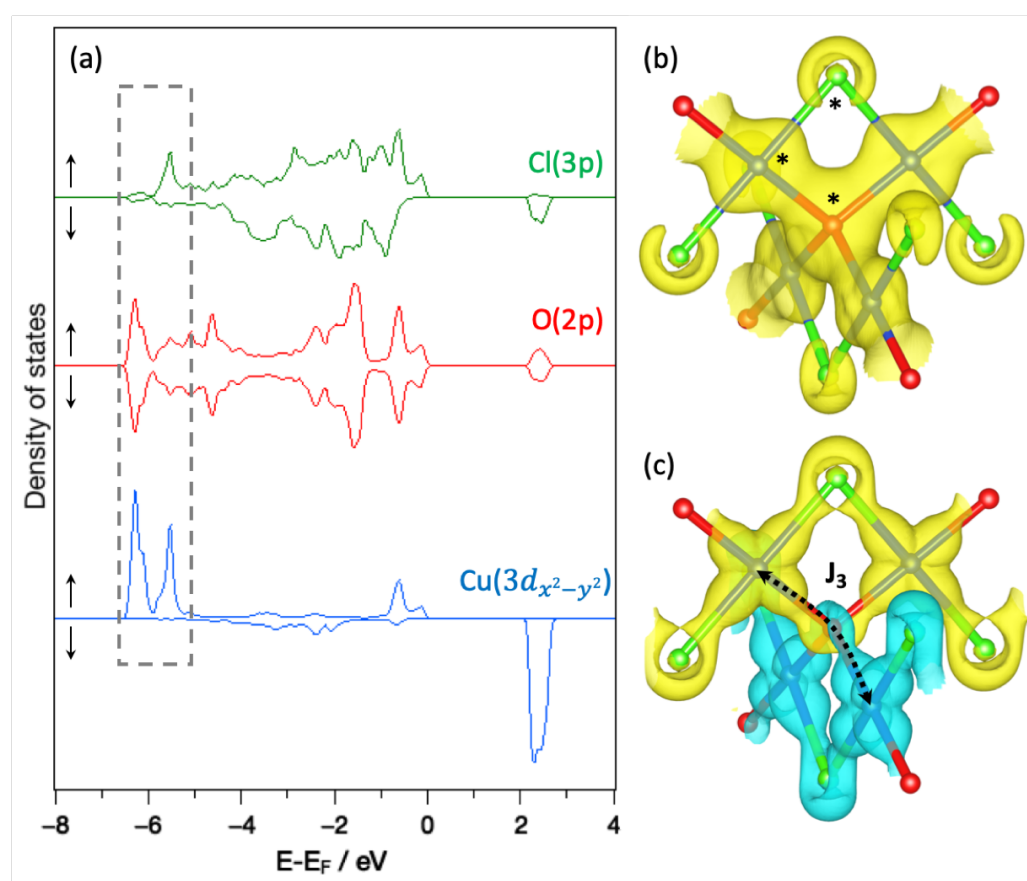 (a)
Cl(3p)
↑
↓
O(2p)
↑
↓
Cu(3d_{x²−y²})
↑
↓
Density of states
−8 −6 −4 −2 0 2 4
E-E_F / eV
(b)
*
*
*
(c)
J₃